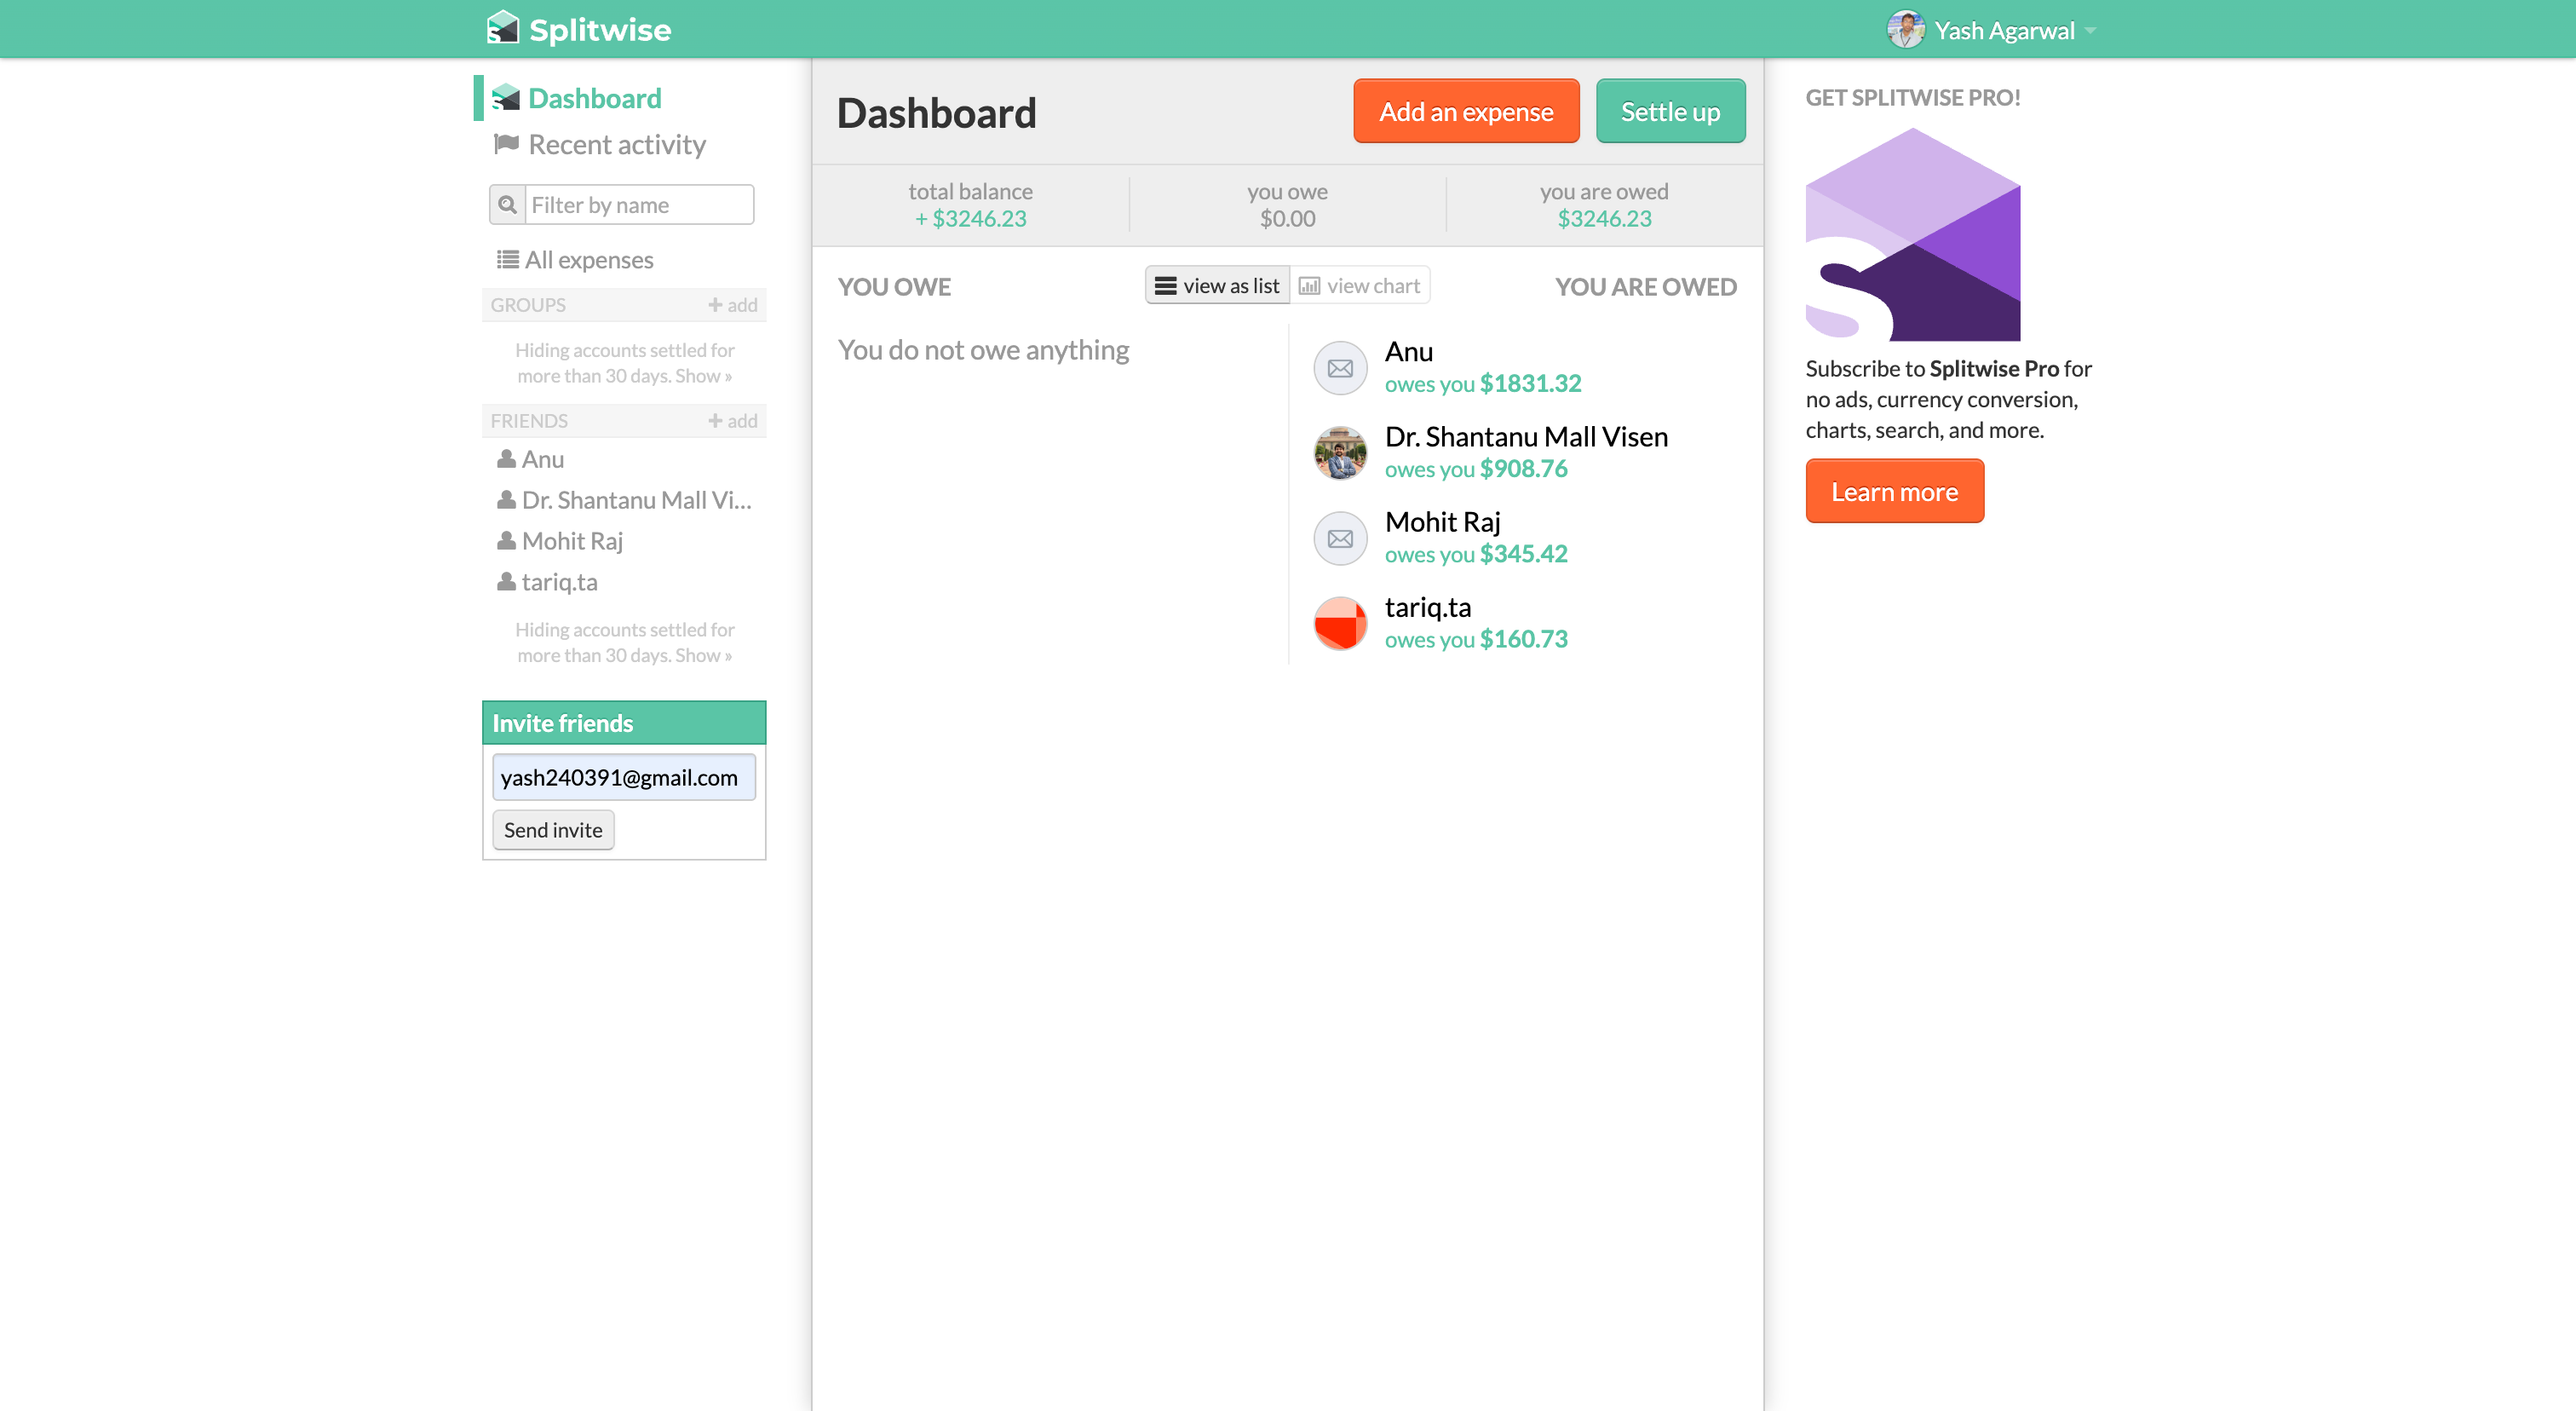 Splitwise
Yash Agarwal
Dashboard
Recent activity
Filter by name
All expenses
GROUPS
+ add
Hiding accounts settled for
more than 30 days. Show »
FRIENDS
+ add
Anu
Dr. Shantanu Mall Vi...
Mohit Raj
tariq.ta
Hiding accounts settled for
more than 30 days. Show »
Invite friends
yash240391@gmail.com
Send invite
Dashboard
Add an expense
Settle up
total balance
+ $3246.23
you owe
$0.00
you are owed
$3246.23
YOU OWE
view as list
view chart
YOU ARE OWED
You do not owe anything
Anu
owes you $1831.32
Dr. Shantanu Mall Visen
owes you $908.76
Mohit Raj
owes you $345.42
tariq.ta
owes you $160.73
GET SPLITWISE PRO!
Subscribe to Splitwise Pro for
no ads, currency conversion,
charts, search, and more.
Learn more